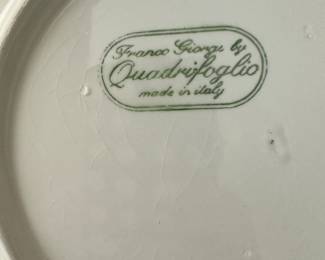 Franco Giorgi by
Quadrifoglio
made in italy